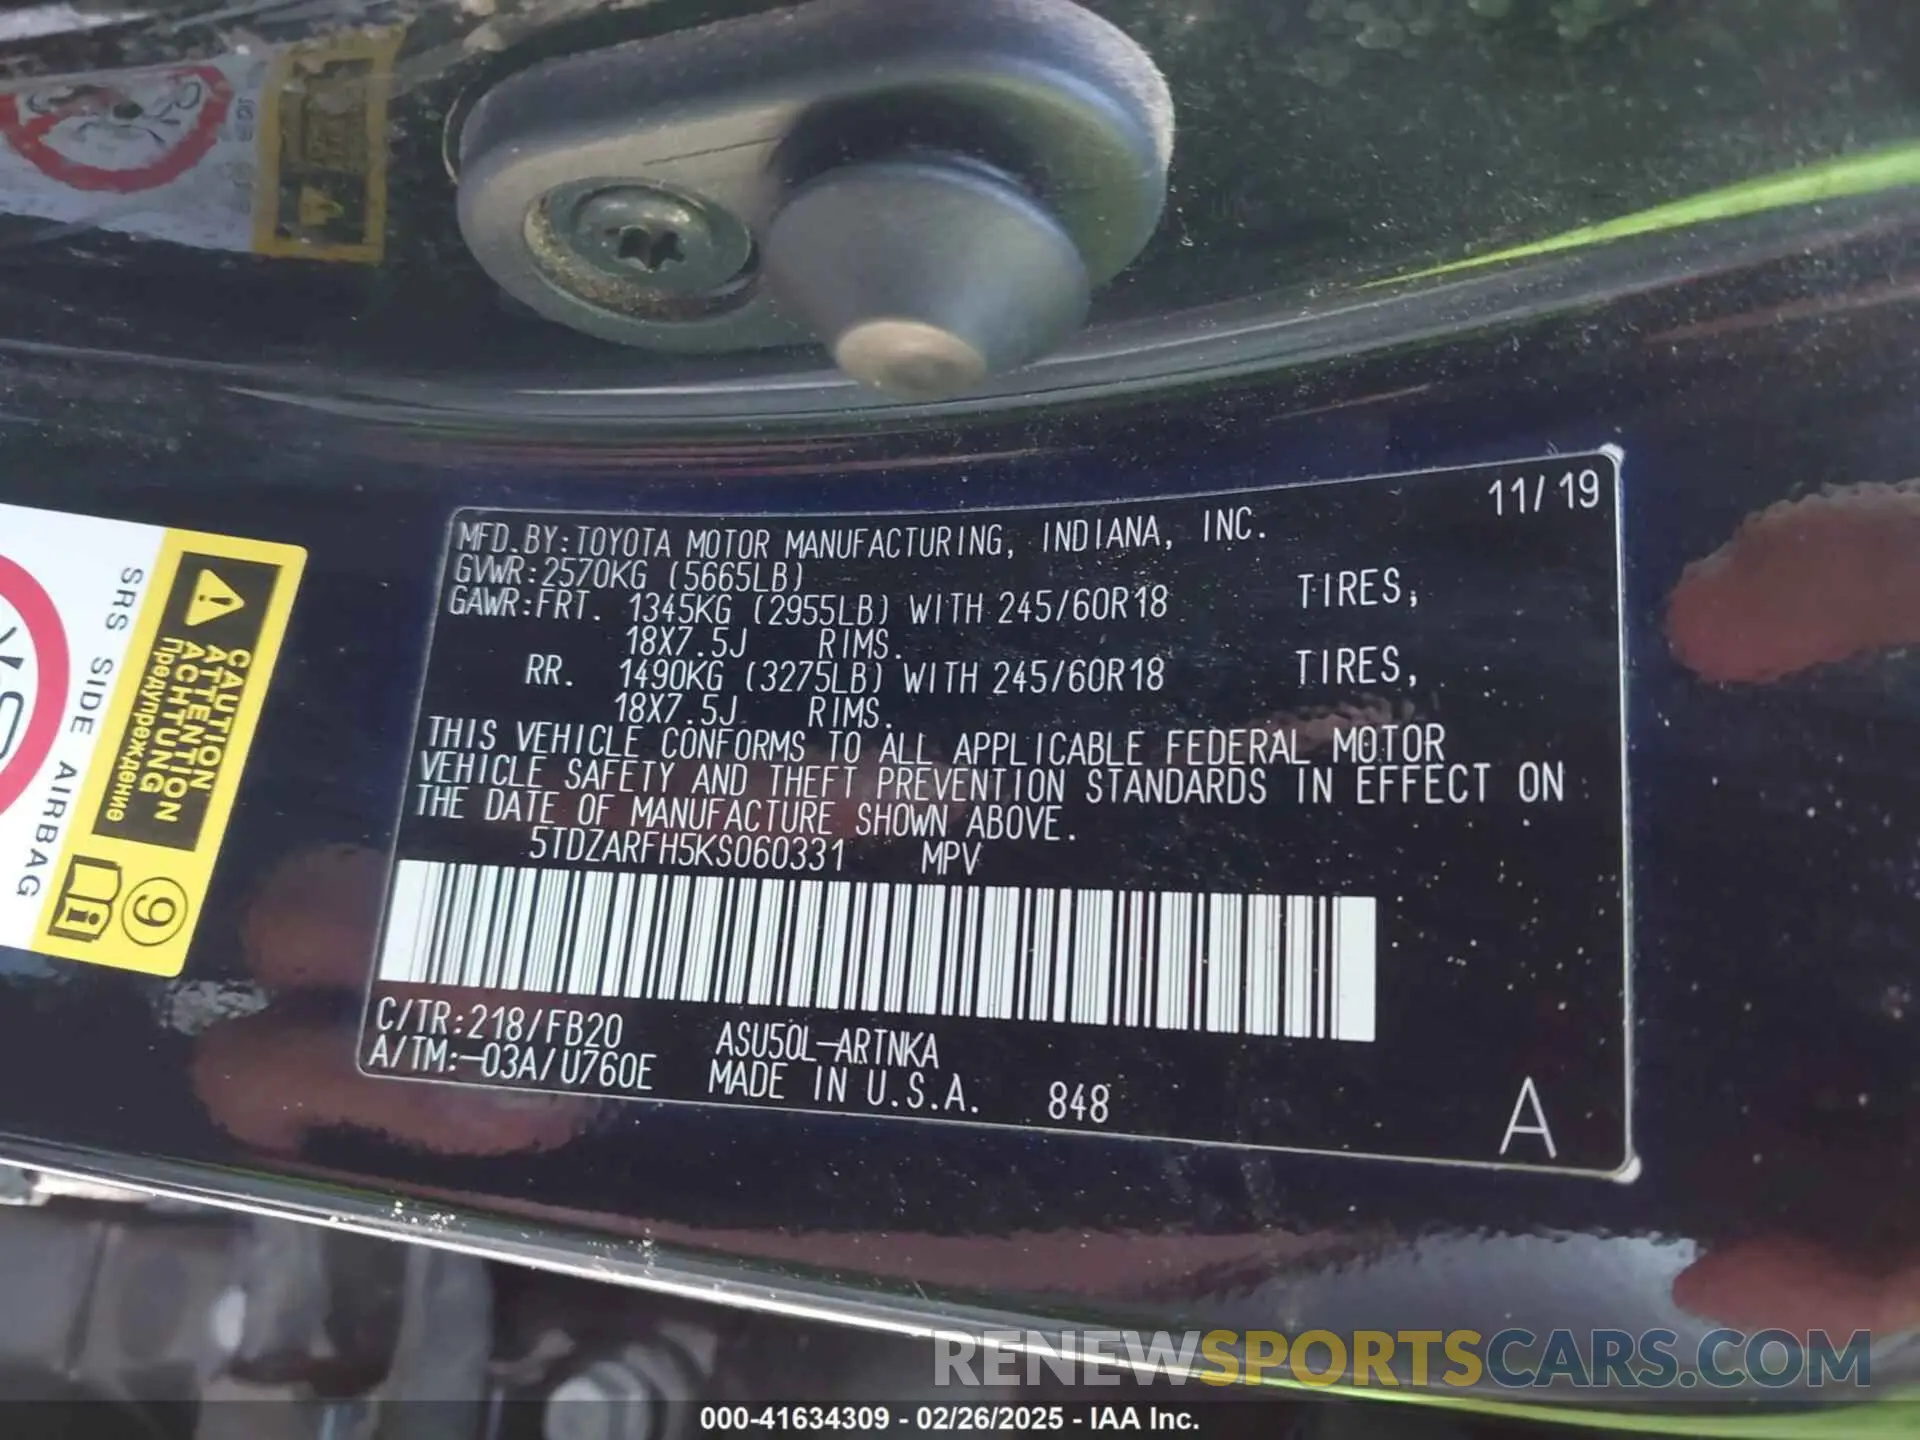 11/19
MFD.BY:TOYOTA MOTOR MANUFACTURING, INDIANA, INC.
GVWR:2570KG (5665LB)
GAWR:FRT. 1345KG (2955LB) WITH 245/60R18 TIRES,
18X7.5J RIMS.
RR. 1490KG (3275LB) WITH 245/60R18 TIRES,
18X7.5J RIMS.
THIS VEHICLE CONFORMS TO ALL APPLICABLE FEDERAL MOTOR
VEHICLE SAFETY AND THEFT PREVENTION STANDARDS IN EFFECT ON
THE DATE OF MANUFACTURE SHOWN ABOVE.
5TDZARFH5KS060331 MPV
C/TR:218/FB20 ASU50L-ARTNKA
A/TM:-03A/U760E MADE IN U.S.A. 848
A
SRS SIDE AIRBAG
CAUTION
ATTENTION
ACHTUNG
Предупреждение
9
RENEWSPORTSCARS.COM
000-41634309 - 02/26/2025 - IAA Inc.